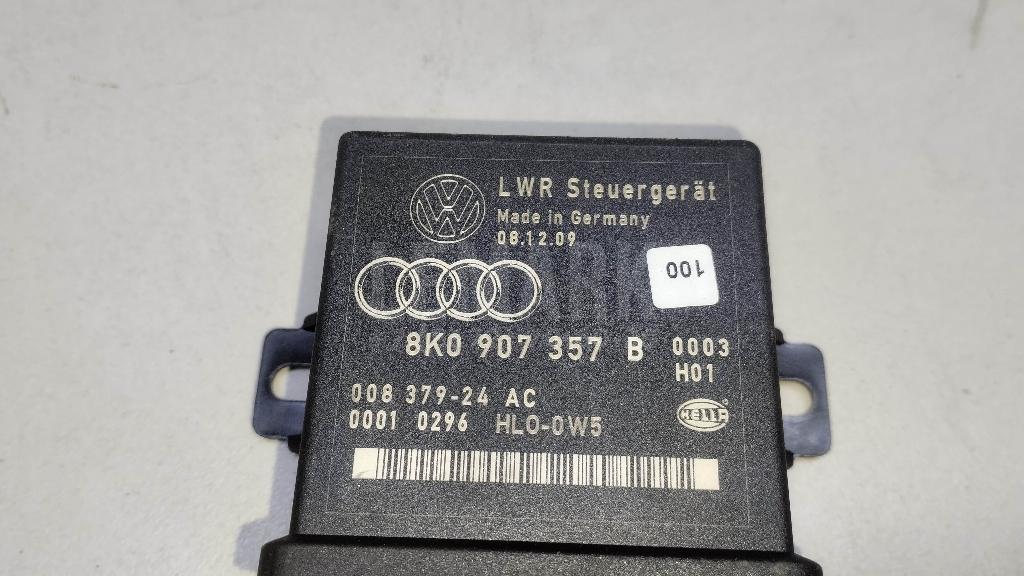 LWR Steuergerät
Made in Germany
08.12.09
100
8K0 907 357 B 0003
H01
008 379-24 AC
0001 0296 HLO-0W5
HELLA